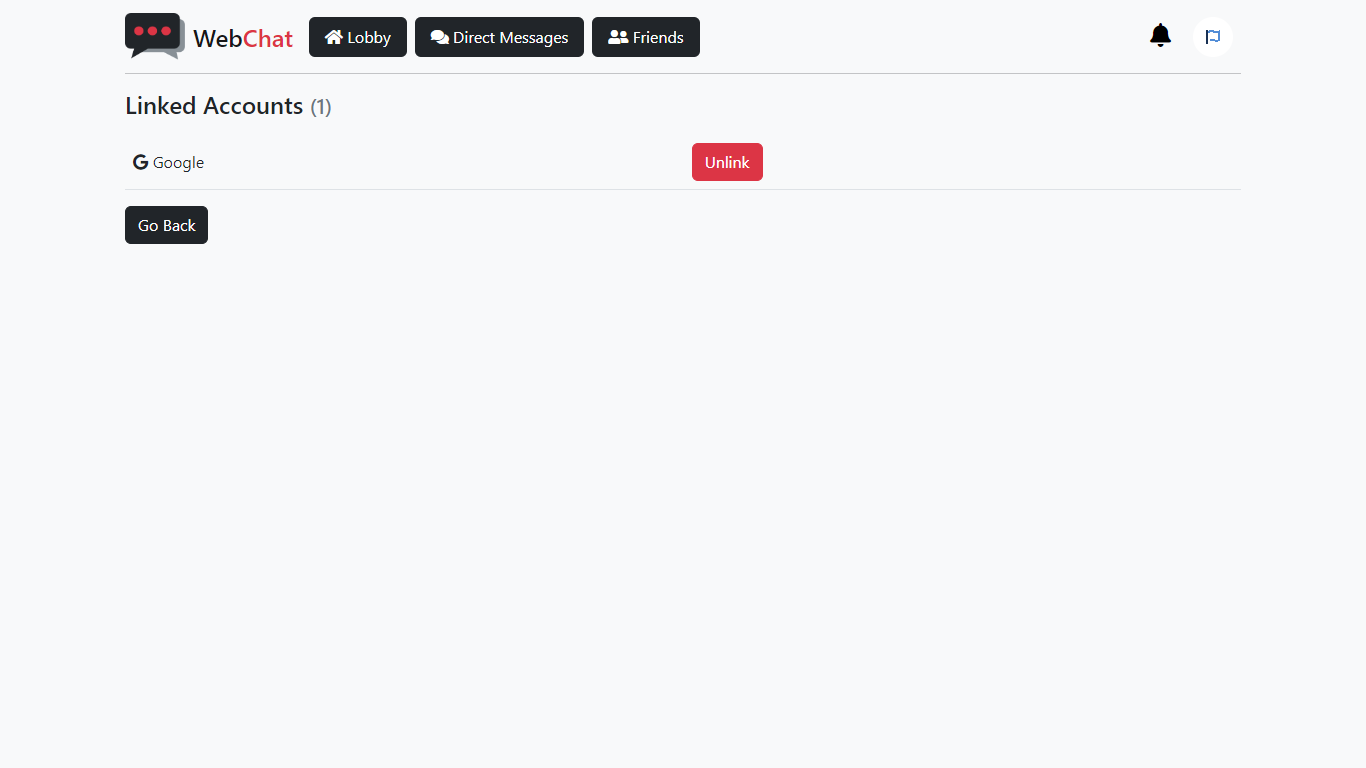 WebChat Lobby Direct Messages Friends
Linked Accounts (1)
Google Unlink
Go Back